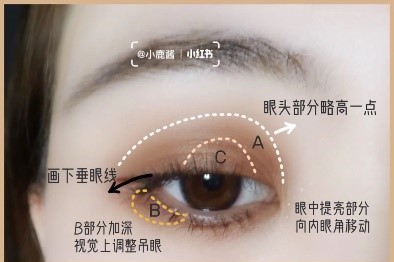 @小鹿酱 | 小红书
眼头部分略高一点
A
C
画下垂眼线
B
眼中提亮部分
向内眼角移动
B部分加深
视觉上调整吊眼